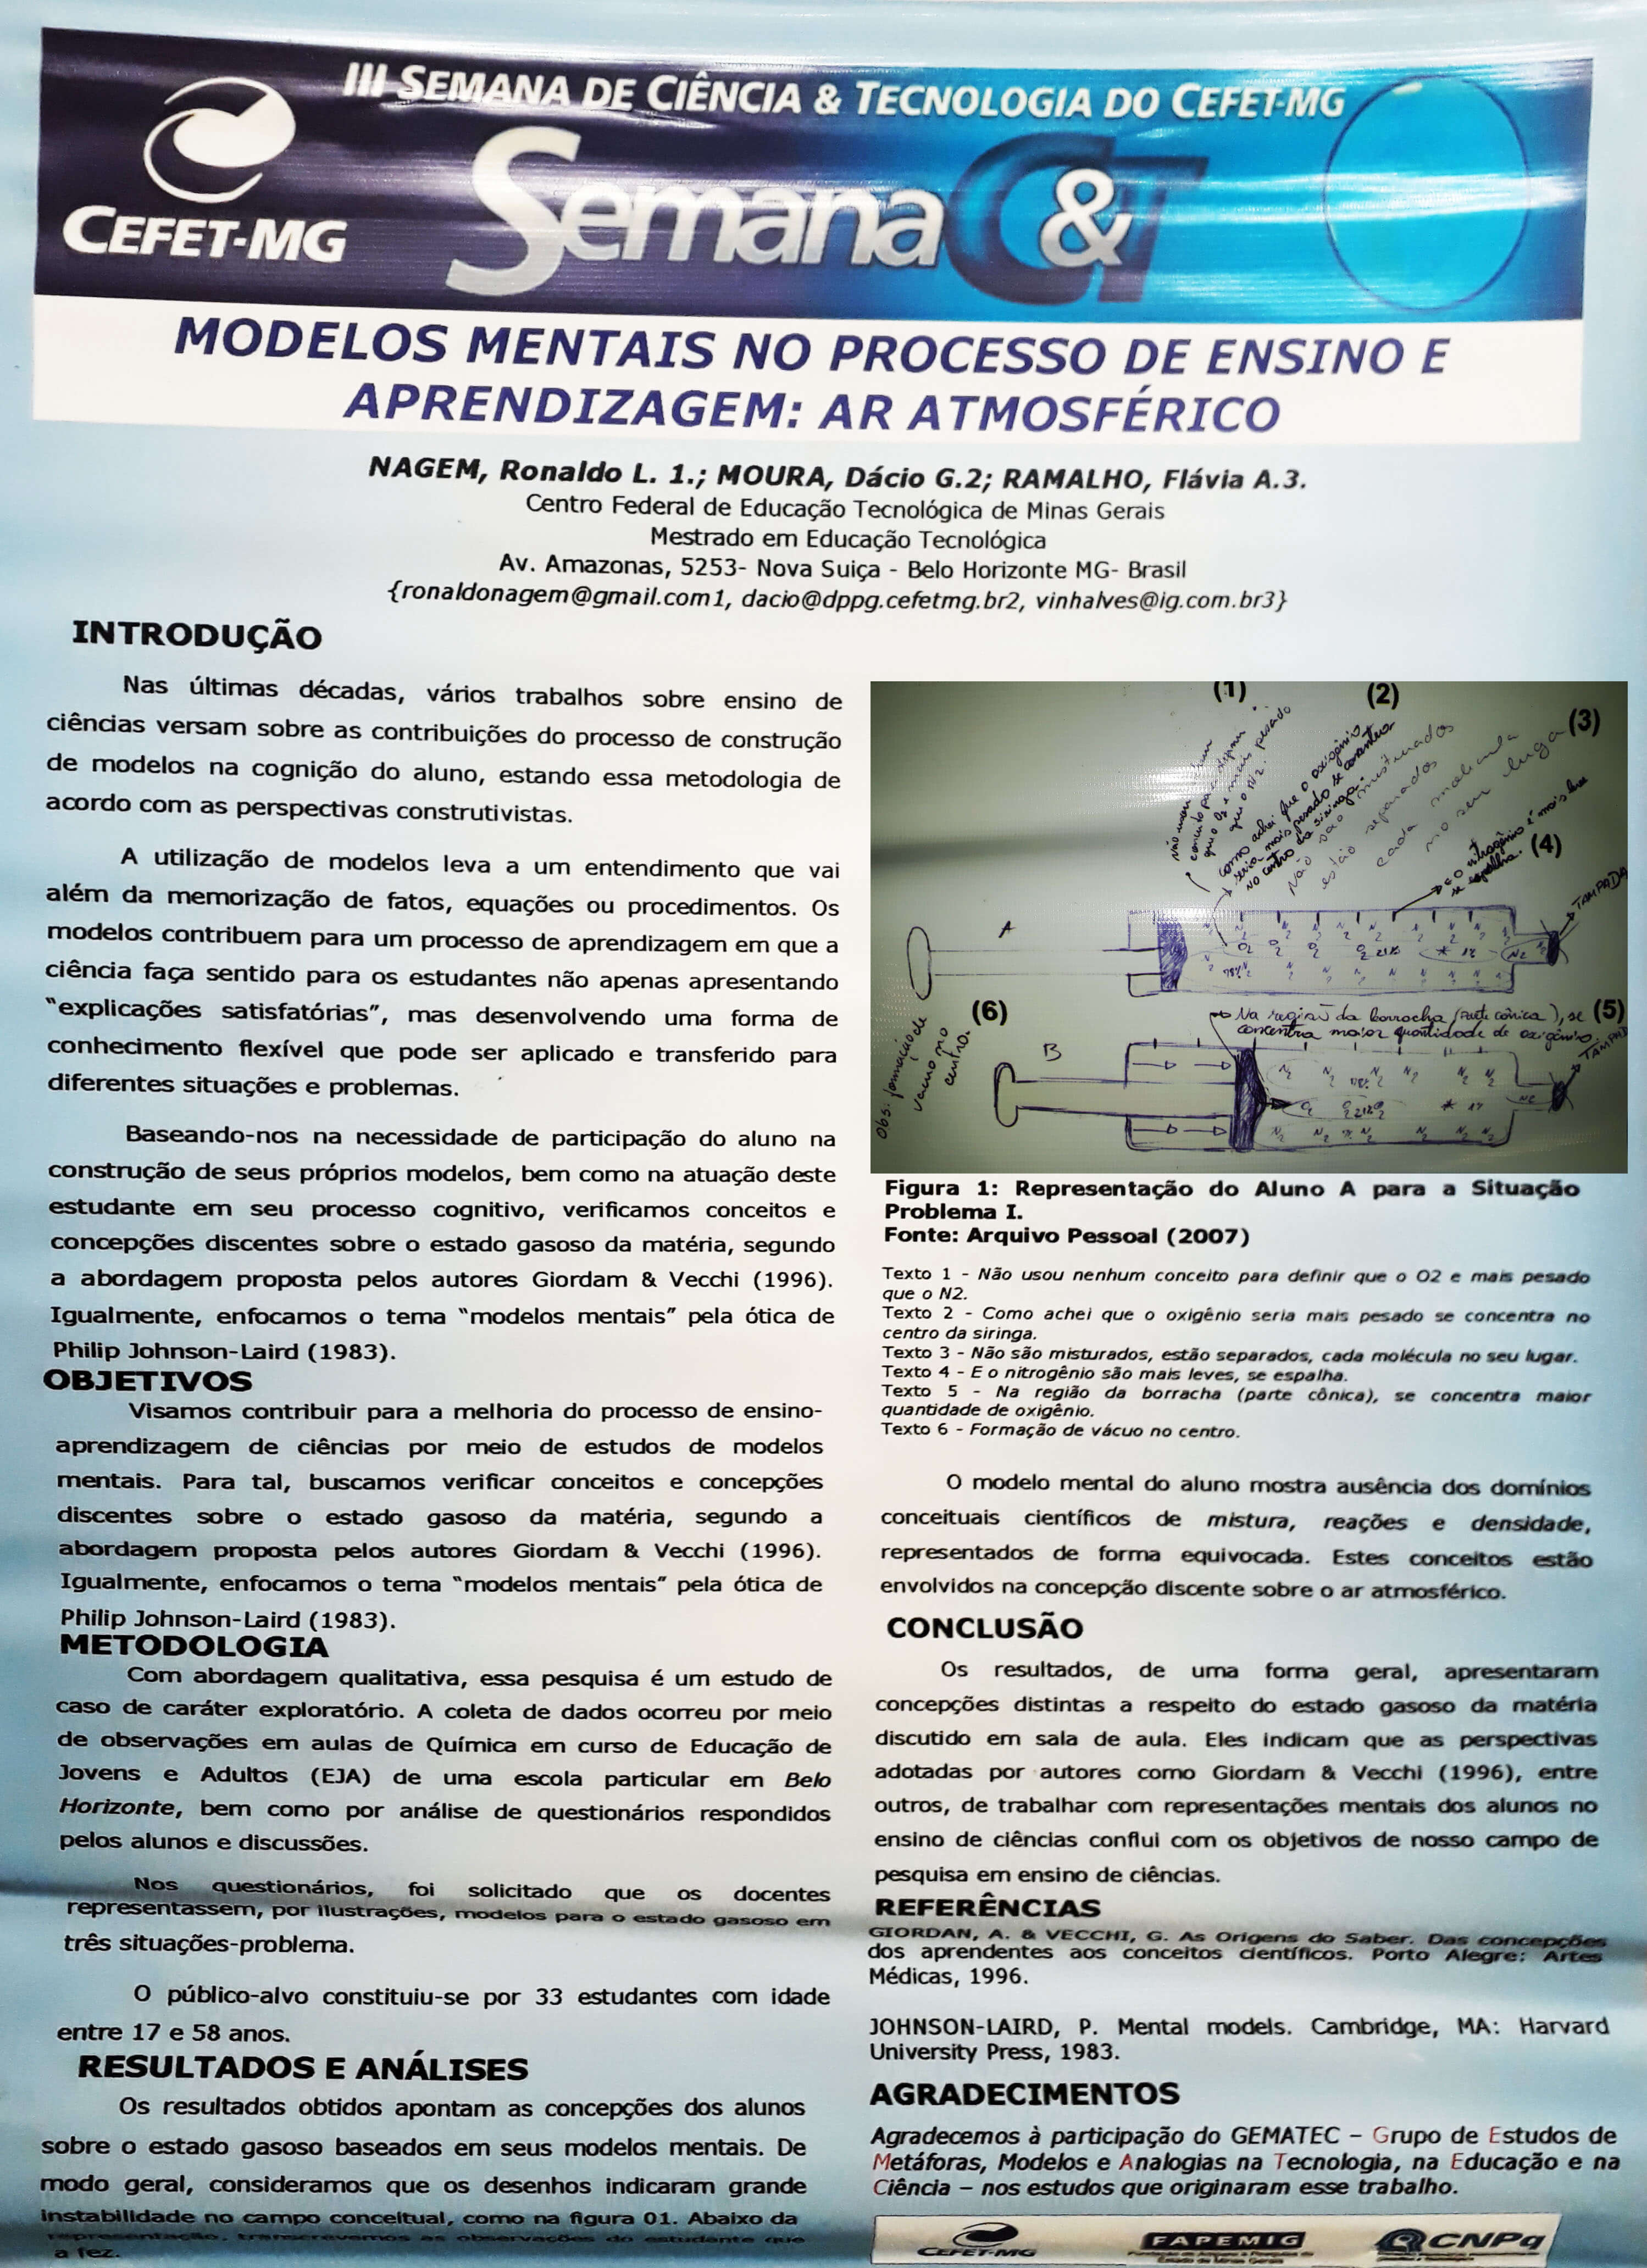 III SEMANA DE CIÊNCIA & TECNOLOGIA DO CEFET-MG
CEFET-MG
Semana C&T
MODELOS MENTAIS NO PROCESSO DE ENSINO E
APRENDIZAGEM: AR ATMOSFÉRICO
NAGEM, Ronaldo L. 1.; MOURA, Dácio G.2; RAMALHO, Flávia A.3.
Centro Federal de Educação Tecnológica de Minas Gerais
Mestrado em Educação Tecnológica
Av. Amazonas, 5253- Nova Suiça - Belo Horizonte MG- Brasil
{ronaldonagem@gmail.com1, dacio@dppg.cefetmg.br2, vinhalves@ig.com.br3}
INTRODUÇÃO
Nas últimas décadas, vários trabalhos sobre ensino de
ciências versam sobre as contribuições do processo de construção
de modelos na cognição do aluno, estando essa metodologia de
acordo com as perspectivas construtivistas.
A utilização de modelos leva a um entendimento que vai
além da memorização de fatos, equações ou procedimentos. Os
modelos contribuem para um processo de aprendizagem em que a
ciência faça sentido para os estudantes não apenas apresentando
"explicações satisfatórias", mas desenvolvendo uma forma de
conhecimento flexível que pode ser aplicado e transferido para
diferentes situações e problemas.
Baseando-nos na necessidade de participação do aluno na
construção de seus próprios modelos, bem como na atuação deste
estudante em seu processo cognitivo, verificamos conceitos e
concepções discentes sobre o estado gasoso da matéria, segundo
a abordagem proposta pelos autores Giordam & Vecchi (1996).
Igualmente, enfocamos o tema "modelos mentais" pela ótica de
Philip Johnson-Laird (1983).
OBJETIVOS
Visamos contribuir para a melhoria do processo de ensino-
aprendizagem de ciências por meio de estudos de modelos
mentais. Para tal, buscamos verificar conceitos e concepções
discentes sobre o estado gasoso da matéria, segundo a
abordagem proposta pelos autores Giordam & Vecchi (1996).
Igualmente, enfocamos o tema "modelos mentais" pela ótica de
Philip Johnson-Laird (1983).
METODOLOGIA
Com abordagem qualitativa, essa pesquisa é um estudo de
caso de caráter exploratório. A coleta de dados ocorreu por meio
de observações em aulas de Química em curso de Educação de
Jovens e Adultos (EJA) de uma escola particular em Belo
Horizonte, bem como por análise de questionários respondidos
pelos alunos e discussões.
Nos questionários, foi solicitado que os docentes
representassem, por ilustrações, modelos para o estado gasoso em
três situações-problema.
O público-alvo constituiu-se por 33 estudantes com idade
entre 17 e 58 anos.
RESULTADOS E ANÁLISES
Os resultados obtidos apontam as concepções dos alunos
sobre o estado gasoso baseados em seus modelos mentais. De
modo geral, consideramos que os desenhos indicaram grande
instabilidade no campo conceitual, como na figura 01. Abaixo da
representação, transcrevemos as observações do estudante que
a fez.
(1)
(2)
(3)
que o O2 é mais pesado
que o N2.
como achei que o oxigênio
seria mais pesado se concentra
no centro da siringa
Não são misturados
estão separados
cada molécula
no seu lugar
(4)
e o nitrogênio é mais leve
se espalha.
TAMPADA
A
(6)
(5)
Na região da borracha (parte cônica), se
concentra maior quantidade de oxigênio
obs: formação de
vácuo no
centro.
B
Figura 1: Representação do Aluno A para a Situação
Problema I.
Fonte: Arquivo Pessoal (2007)
Texto 1 - Não usou nenhum conceito para definir que o O2 e mais pesado
que o N2.
Texto 2 - Como achei que o oxigênio seria mais pesado se concentra no
centro da siringa.
Texto 3 - Não são misturados, estão separados, cada molécula no seu lugar.
Texto 4 - E o nitrogênio são mais leves, se espalha.
Texto 5 - Na região da borracha (parte cônica), se concentra maior
quantidade de oxigênio.
Texto 6 - Formação de vácuo no centro.
O modelo mental do aluno mostra ausência dos domínios
conceituais científicos de mistura, reações e densidade,
representados de forma equivocada. Estes conceitos estão
envolvidos na concepção discente sobre o ar atmosférico.
CONCLUSÃO
Os resultados, de uma forma geral, apresentaram
concepções distintas a respeito do estado gasoso da matéria
discutido em sala de aula. Eles indicam que as perspectivas
adotadas por autores como Giordam & Vecchi (1996), entre
outros, de trabalhar com representações mentais dos alunos no
ensino de ciências conflui com os objetivos de nosso campo de
pesquisa em ensino de ciências.
REFERÊNCIAS
GIORDAN, A. & VECCHI, G. As Origens do Saber. Das concepções
dos aprendentes aos conceitos científicos. Porto Alegre: Artes
Médicas, 1996.
JOHNSON-LAIRD, P. Mental models. Cambridge, MA: Harvard
University Press, 1983.
AGRADECIMENTOS
Agradecemos à participação do GEMATEC – Grupo de Estudos de
Metáforas, Modelos e Analogias na Tecnologia, na Educação e na
Ciência – nos estudos que originaram esse trabalho.
CEFET-MG
FAPEMIG
CNPq